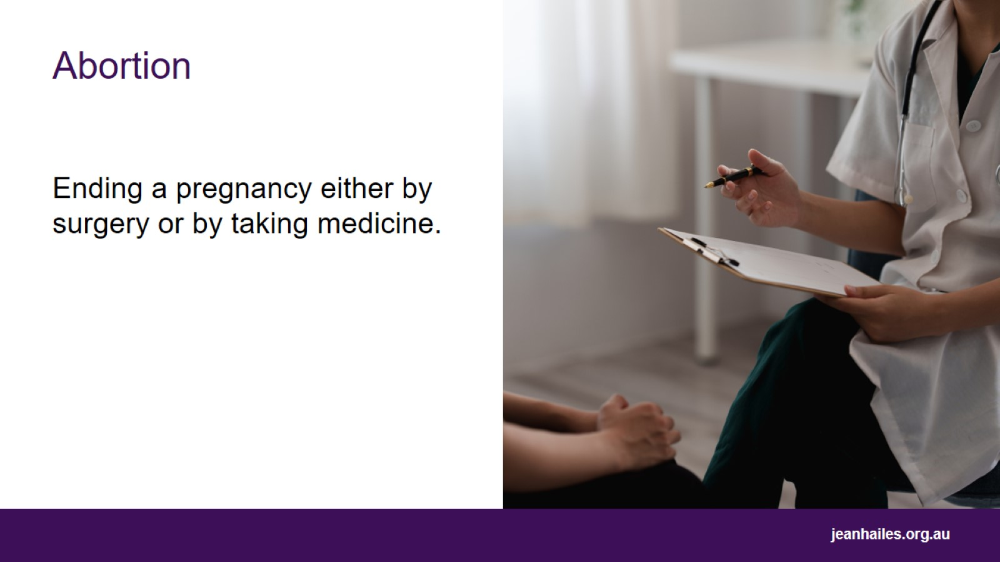 Abortion
Ending a pregnancy either by
surgery or by taking medicine.
jeanhailes.org.au